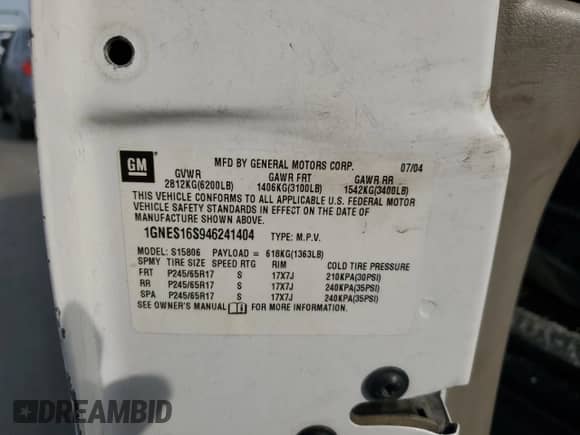 GM
MFD BY GENERAL MOTORS CORP. 07/04
GVWR GAWR FRT GAWR RR
2812KG(6200LB) 1406KG(3100LB) 1542KG(3400LB)
THIS VEHICLE CONFORMS TO ALL APPLICABLE U.S. FEDERAL MOTOR
VEHICLE SAFETY STANDARDS IN EFFECT ON THE DATE OF
MANUFACTURE SHOWN ABOVE.
1GNES16S946241404 TYPE: M.P.V.
MODEL: S15806 PAYLOAD = 618KG(1363LB)
SPMY TIRE SIZE SPEED RTG RIM COLD TIRE PRESSURE
FRT P245/65R17 S 17X7J 210KPA(30PSI)
RR P245/65R17 S 17X7J 240KPA(35PSI)
SPA P245/65R17 S 17X7J 240KPA(35PSI)
SEE OWNER'S MANUAL FOR MORE INFORMATION.
DREAMBID